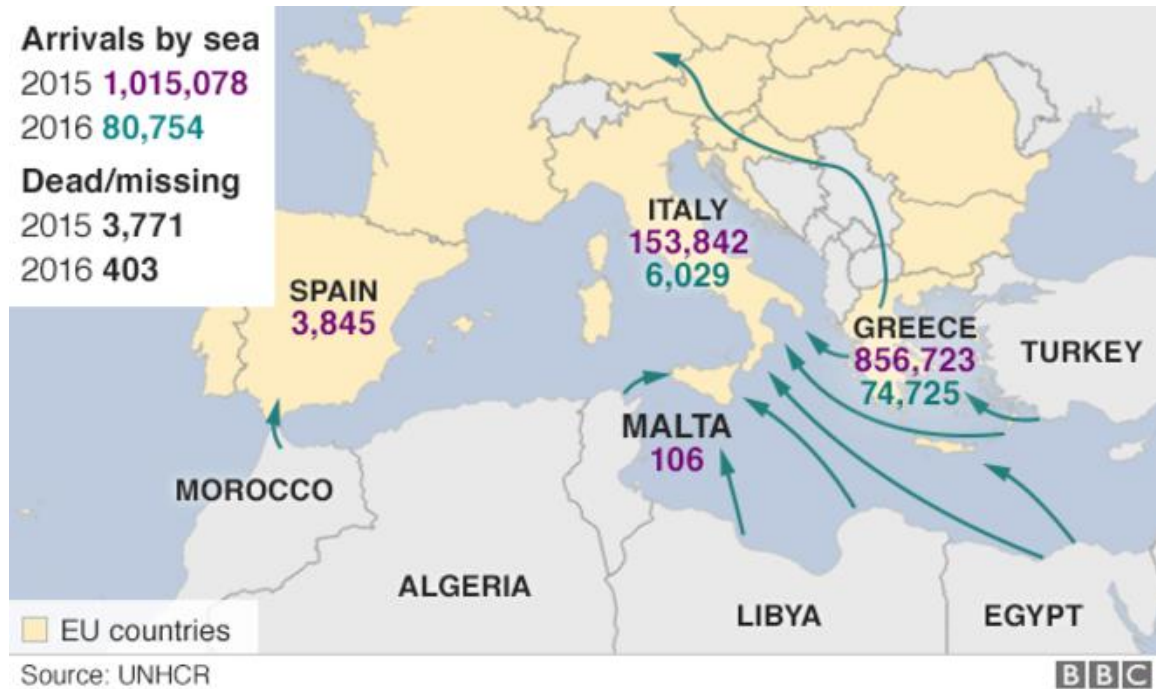 Arrivals by sea
2015 1,015,078
2016 80,754
Dead/missing
2015 3,771
2016 403
ITALY
153,842
6,029
SPAIN
3,845
GREECE
856,723
74,725
TURKEY
MALTA
106
MOROCCO
ALGERIA
LIBYA
EGYPT
EU countries
Source: UNHCR
BBC